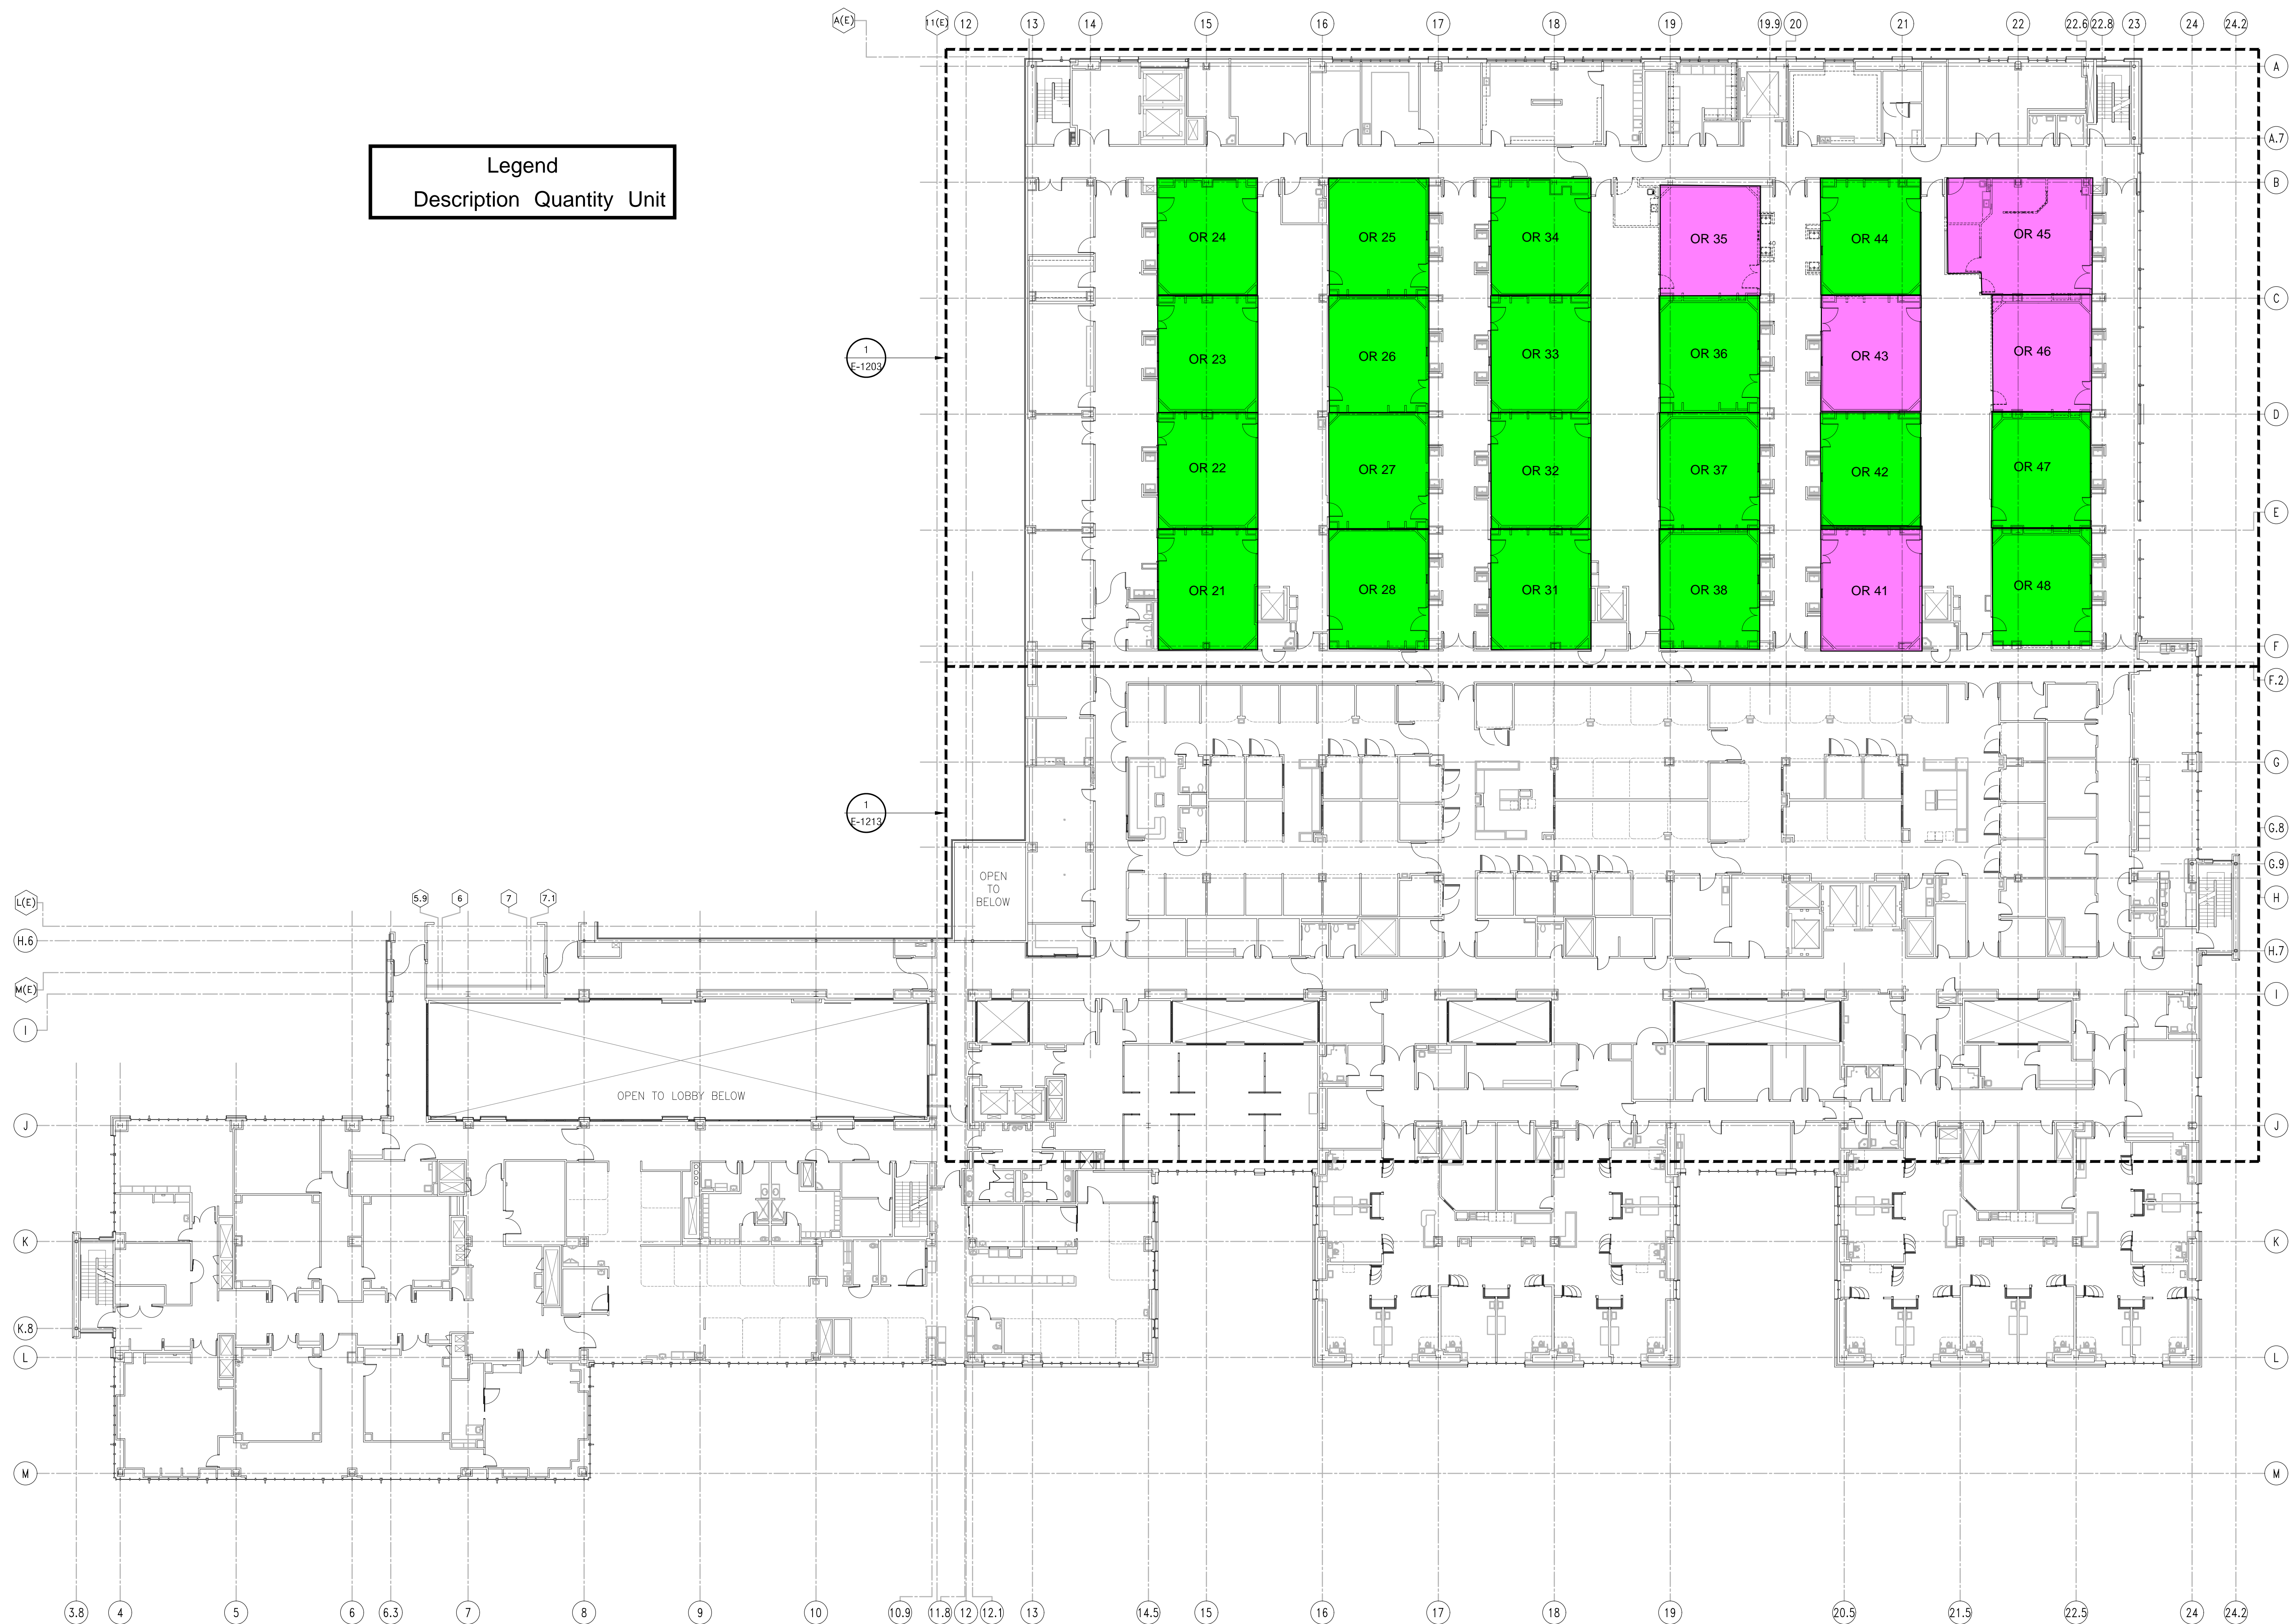 A(E) 11(E) 12 13 14 15 16 17 18 19 19.9 20 21 22 22.6 22.8 23 24 24.2
A
A.7
Legend
Description Quantity Unit
B
OR 24 OR 25 OR 34 OR 35 OR 44 OR 45
C
1
E-1203
OR 23 OR 26 OR 33 OR 36 OR 43 OR 46
D
OR 22 OR 27 OR 32 OR 37 OR 42 OR 47
E
OR 21 OR 28 OR 31 OR 38 OR 41 OR 48
F
F.2
G
1
E-1213
G.8
G.9
OPEN
TO
BELOW
L(E) 5.9 6 7 7.1 H
H.6 H.7
M(E)
I I
OPEN TO LOBBY BELOW
J J
K K
K.8
L L
M M
3.8 4 5 6 6.3 7 8 9 10 10.9 11.8 12 12.1 13 14.5 15 16 17 18 19 20.5 21.5 22.5 24 24.2